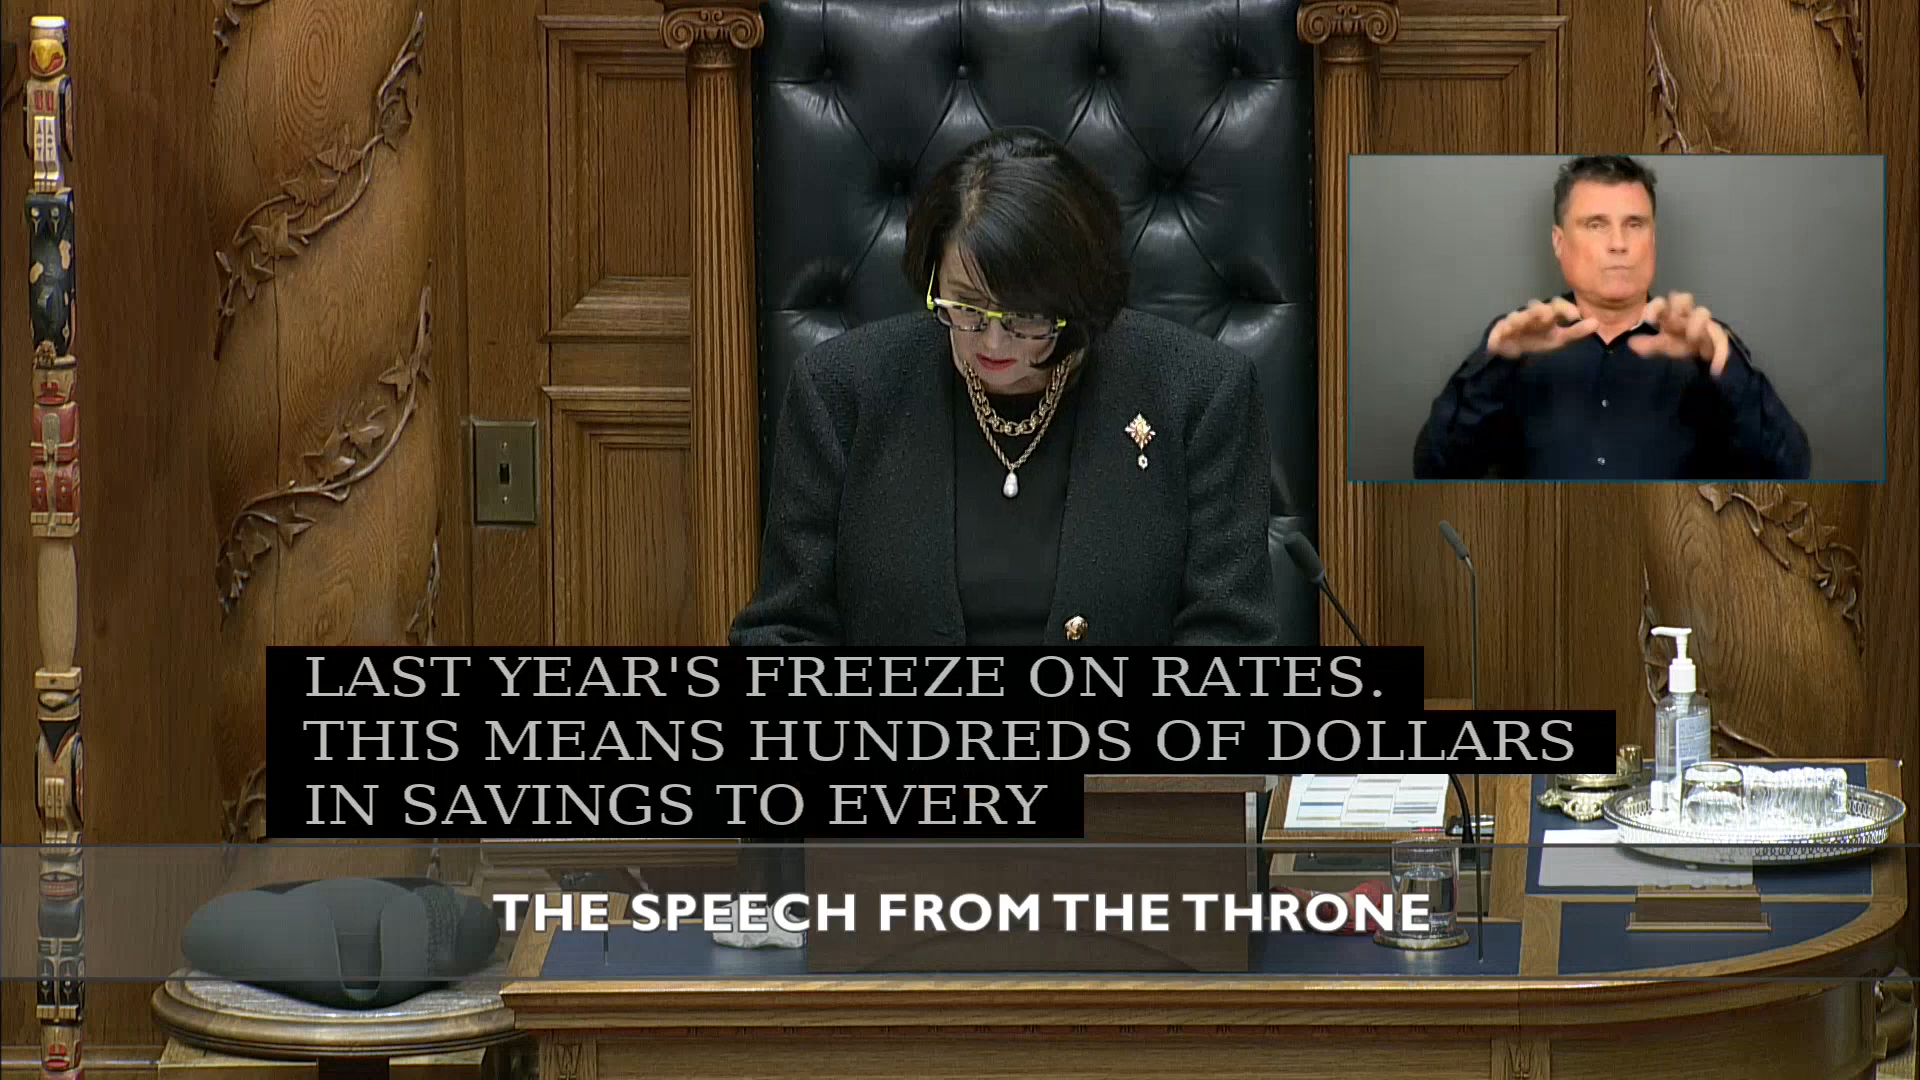 LAST YEAR'S FREEZE ON RATES.
THIS MEANS HUNDREDS OF DOLLARS
IN SAVINGS TO EVERY
THE SPEECH FROM THE THRONE